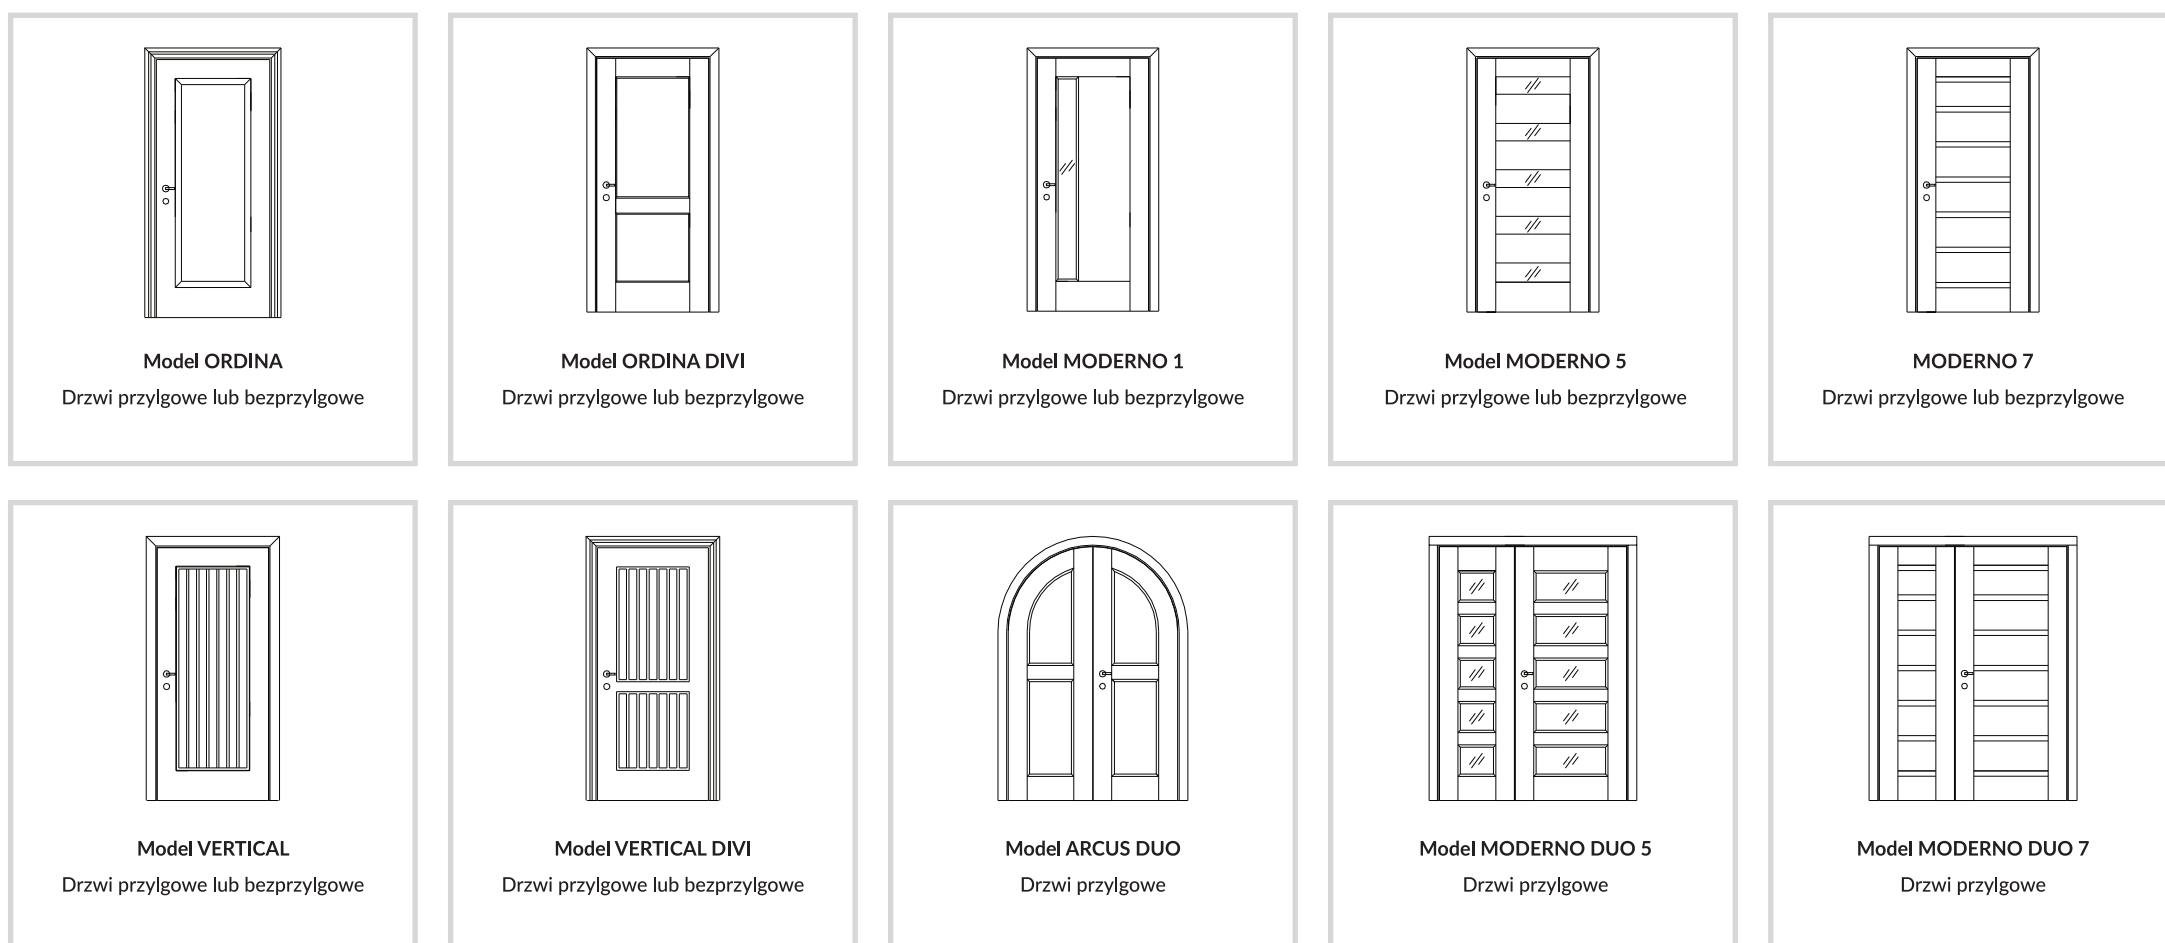 Model ORDINA
Drzwi przylgowe lub bezprzylgowe
Model ORDINA DIVI
Drzwi przylgowe lub bezprzylgowe
Model MODERNO 1
Drzwi przylgowe lub bezprzylgowe
Model MODERNO 5
Drzwi przylgowe lub bezprzylgowe
MODERNO 7
Drzwi przylgowe lub bezprzylgowe
Model VERTICAL
Drzwi przylgowe lub bezprzylgowe
Model VERTICAL DIVI
Drzwi przylgowe lub bezprzylgowe
Model ARCUS DUO
Drzwi przylgowe
Model MODERNO DUO 5
Drzwi przylgowe
Model MODERNO DUO 7
Drzwi przylgowe